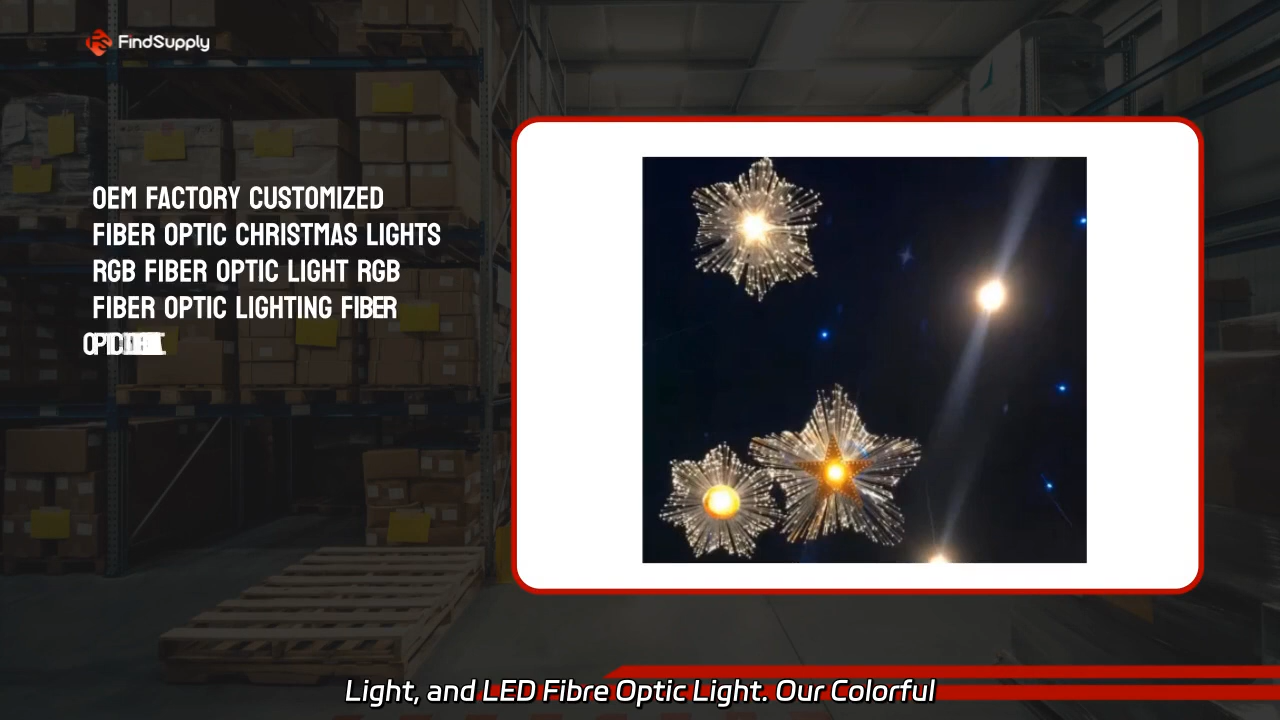 FindSupply
OEM FACTORY CUSTOMIZED
FIBER OPTIC CHRISTMAS LIGHTS
RGB FIBER OPTIC LIGHT RGB
FIBER OPTIC LIGHTING FIBER
Light, and LED Fibre Optic Light. Our Colorful